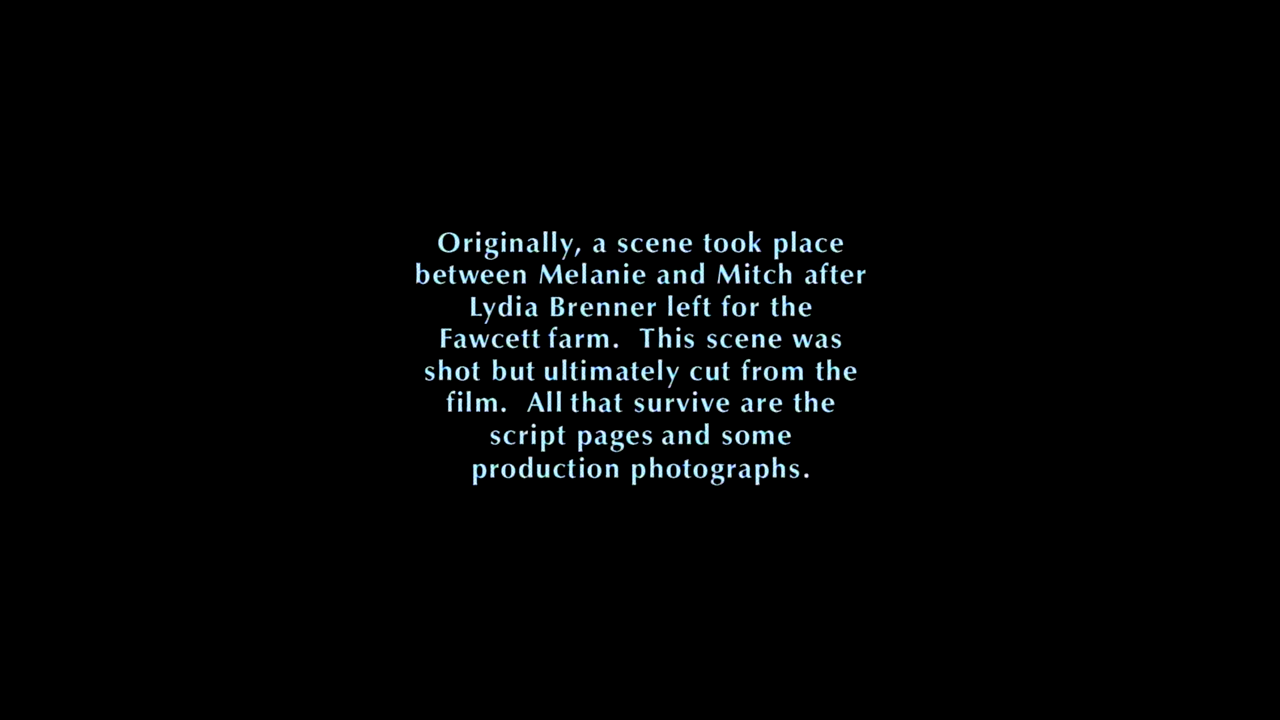 Originally, a scene took place
between Melanie and Mitch after
Lydia Brenner left for the
Fawcett farm.  This scene was
shot but ultimately cut from the
film.  All that survive are the
script pages and some
production photographs.